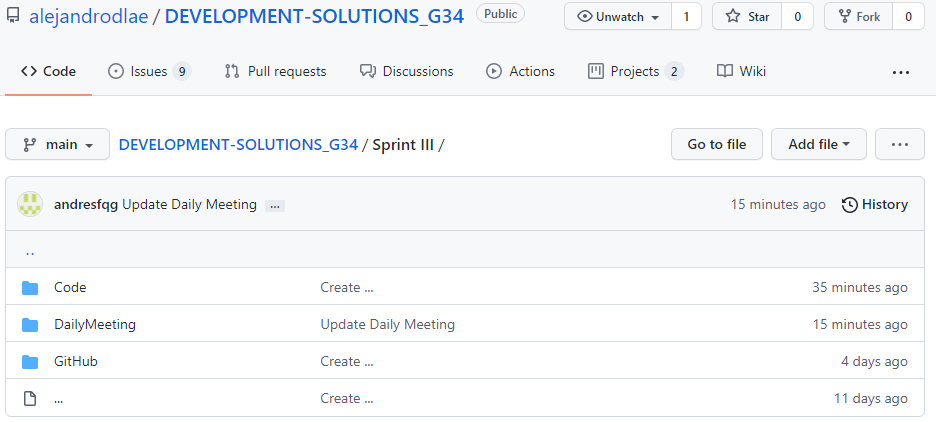 alejandrodlae / DEVELOPMENT-SOLUTIONS_G34 Public Unwatch 1 Star 0 Fork 0
Code Issues 9 Pull requests Discussions Actions Projects 2 Wiki ...
main DEVELOPMENT-SOLUTIONS_G34 / Sprint III / Go to file Add file ...
andresfqg Update Daily Meeting ... 15 minutes ago History
..
Code Create ... 35 minutes ago
DailyMeeting Update Daily Meeting 15 minutes ago
GitHub Create ... 4 days ago
... Create ... 11 days ago